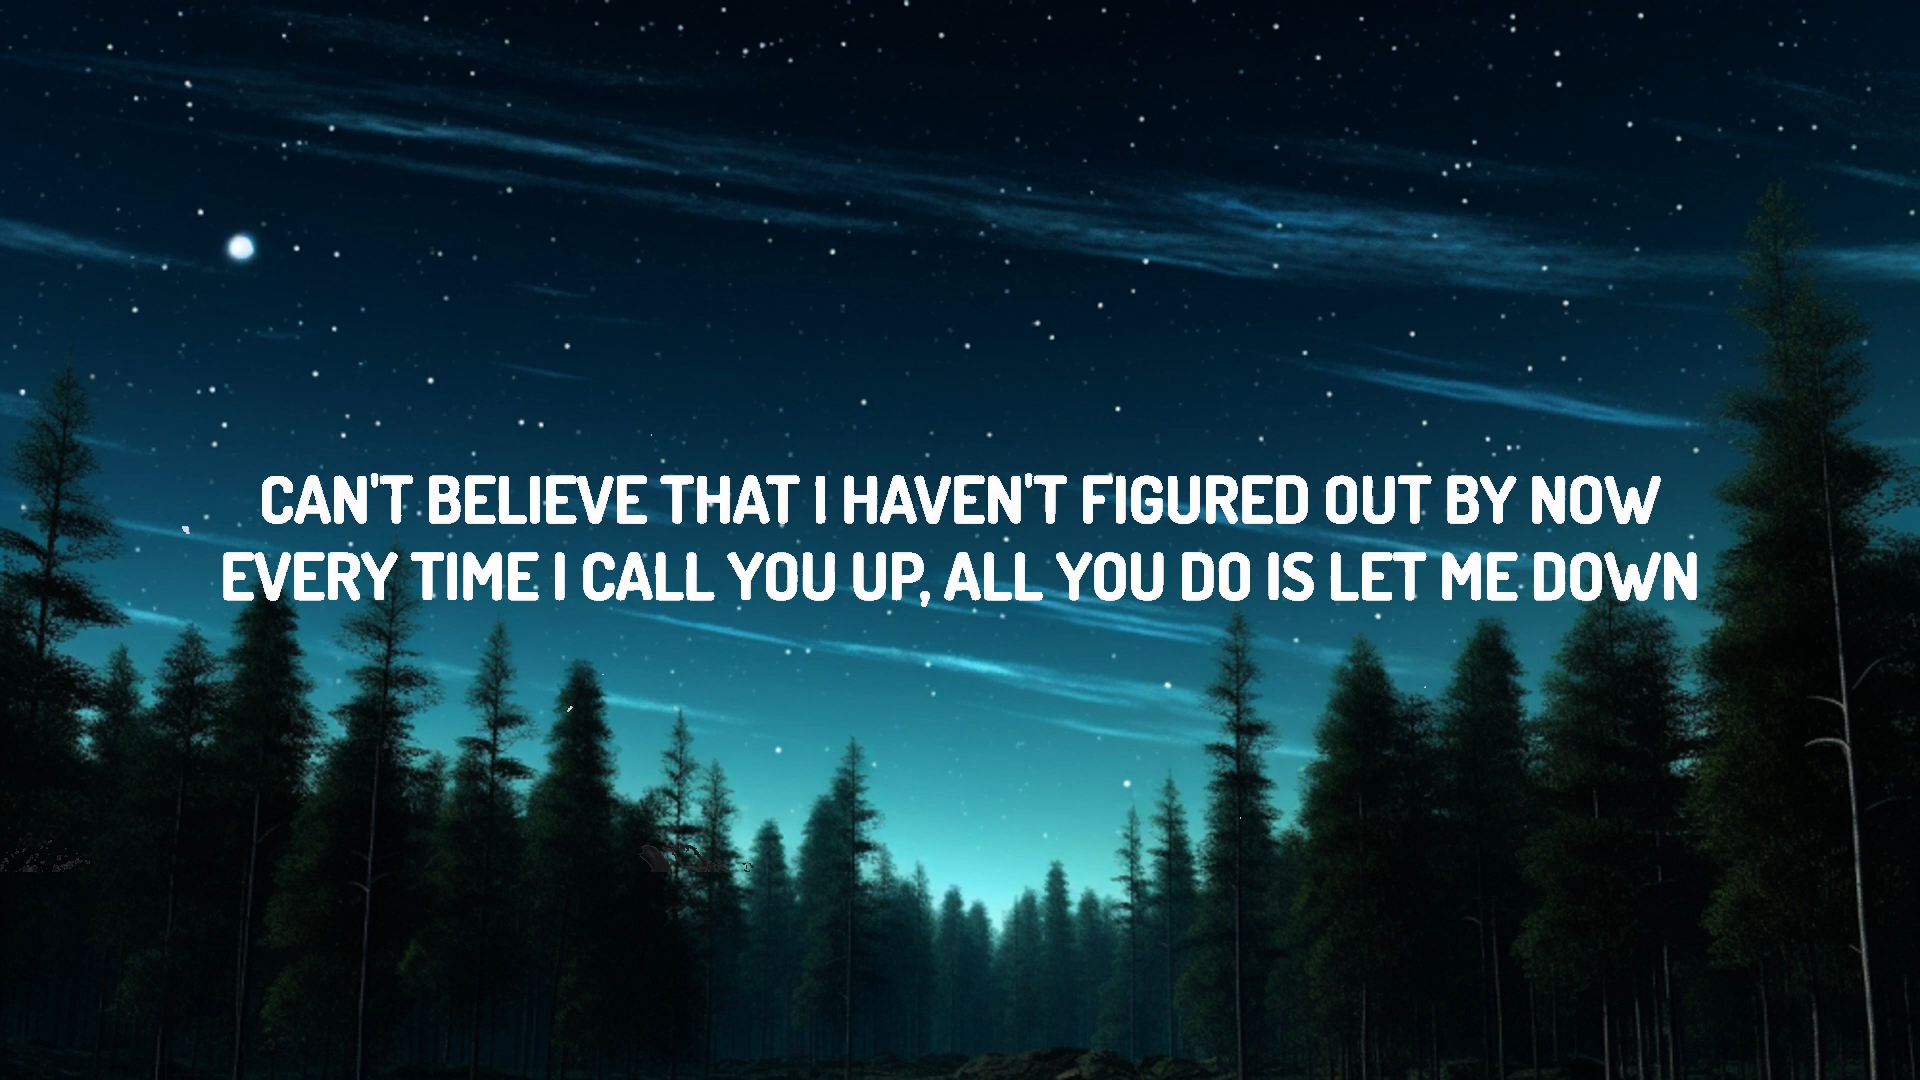 CAN'T BELIEVE THAT I HAVEN'T FIGURED OUT BY NOW
EVERY TIME I CALL YOU UP, ALL YOU DO IS LET ME DOWN